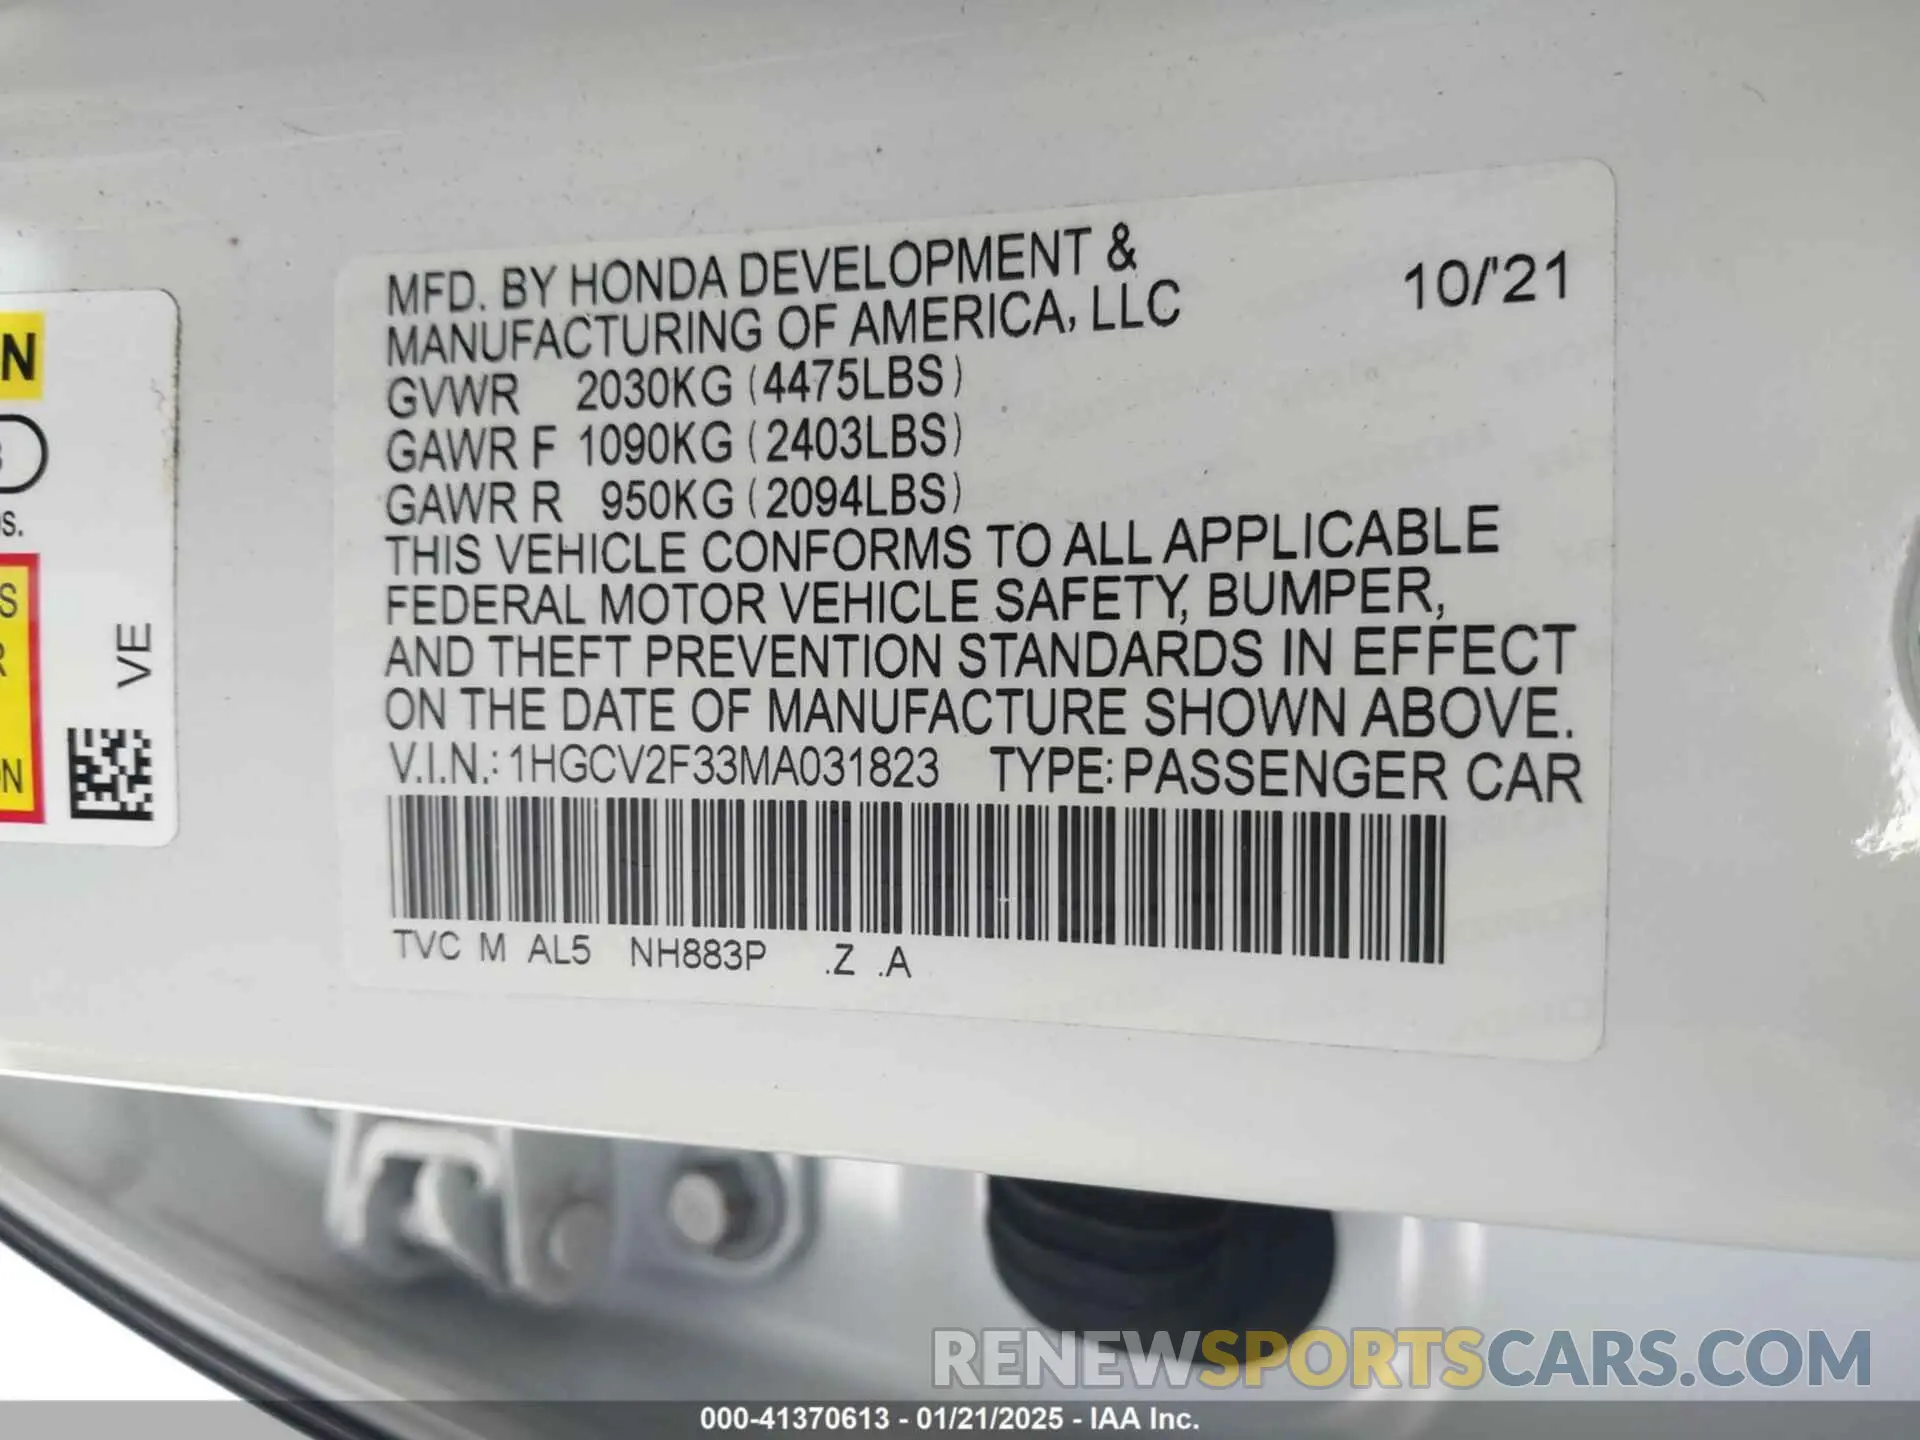 MFD. BY HONDA DEVELOPMENT &
MANUFACTURING OF AMERICA, LLC
10/'21
GVWR 2030KG (4475LBS)
GAWR F 1090KG (2403LBS)
GAWR R 950KG (2094LBS)
THIS VEHICLE CONFORMS TO ALL APPLICABLE
FEDERAL MOTOR VEHICLE SAFETY, BUMPER,
AND THEFT PREVENTION STANDARDS IN EFFECT
ON THE DATE OF MANUFACTURE SHOWN ABOVE.
V.I.N.: 1HGCV2F33MA031823 TYPE: PASSENGER CAR
TVC M AL5 NH883P .Z .A
VE
RENEWSPORTSCARS.COM
000-41370613 - 01/21/2025 - IAA Inc.